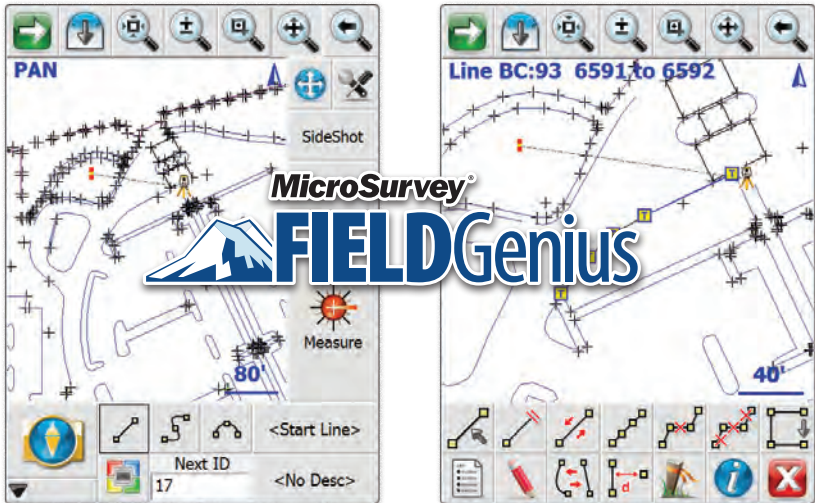 PAN
SideShot
Measure
80'
<Start Line>
Next ID
17
<No Desc>
MicroSurvey®
FIELDGenius
Line BC:93 6591 to 6592
T
T
T
T
40'
d
i